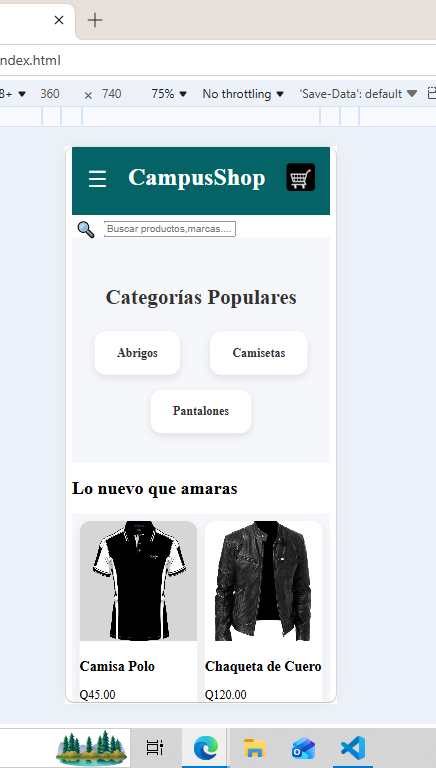 ndex.html
8+ 360 × 740 75% No throttling 'Save-Data': default
☰ CampusShop
Buscar productos,marcas....
Categorías Populares
Abrigos Camisetas
Pantalones
Lo nuevo que amaras
Camisa Polo Chaqueta de Cuero
Q45.00 Q120.00